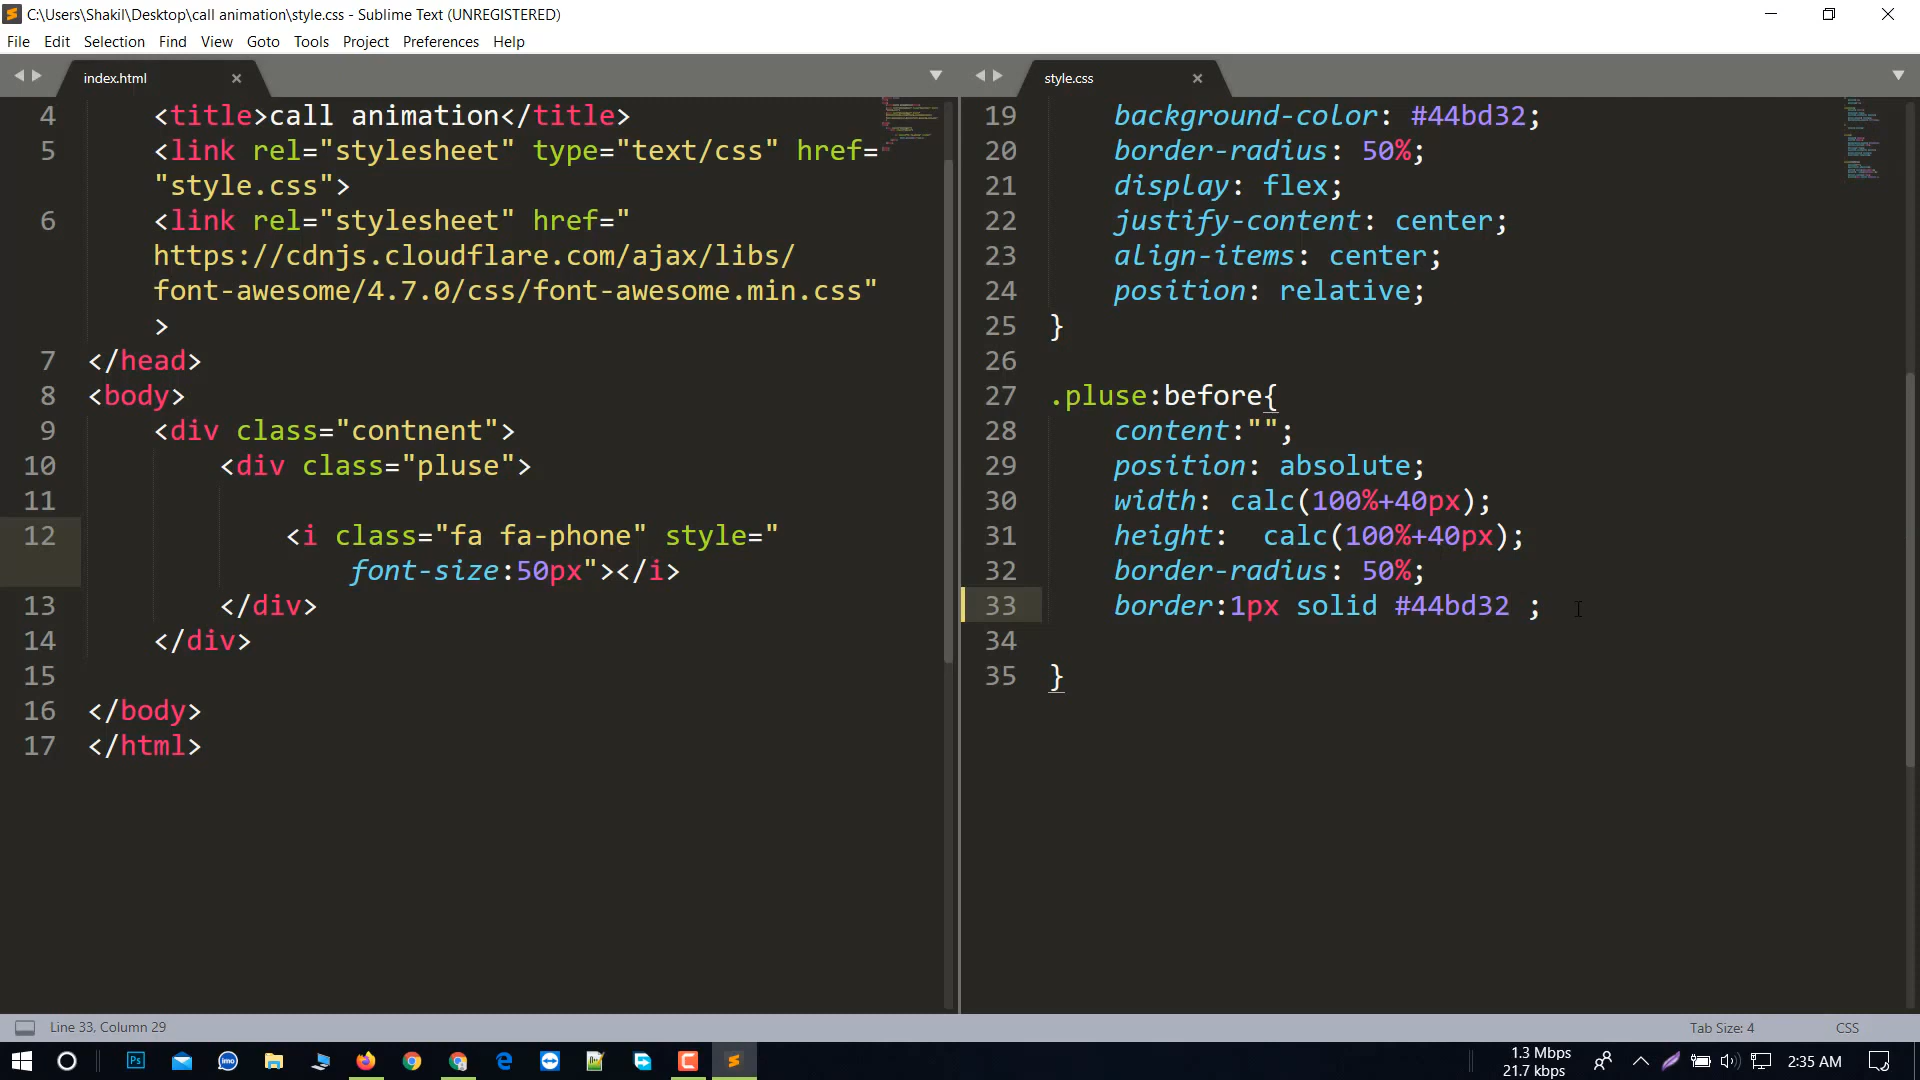 C:\Users\Shakil\Desktop\call animation\style.css - Sublime Text (UNREGISTERED)
File Edit Selection Find View Goto Tools Project Preferences Help
index.html
4 <title>call animation</title>
5 <link rel="stylesheet" type="text/css" href=
"style.css">
6 <link rel="stylesheet" href="
https://cdnjs.cloudflare.com/ajax/libs/
font-awesome/4.7.0/css/font-awesome.min.css"
>
7 </head>
8 <body>
9 <div class="contnent">
10 <div class="pluse">
11
12 <i class="fa fa-phone" style="
font-size:50px"></i>
13 </div>
14 </div>
15
16 </body>
17 </html>
style.css
19 background-color: #44bd32;
20 border-radius: 50%;
21 display: flex;
22 justify-content: center;
23 align-items: center;
24 position: relative;
25 }
26
27 .pluse:before{
28 content:"";
29 position: absolute;
30 width: calc(100%+40px);
31 height:  calc(100%+40px);
32 border-radius: 50%;
33 border:1px solid #44bd32 ;
34
35 }
Line 33, Column 29
Tab Size: 4
CSS
Ps
imo
1.3 Mbps
21.7 kbps
2:35 AM